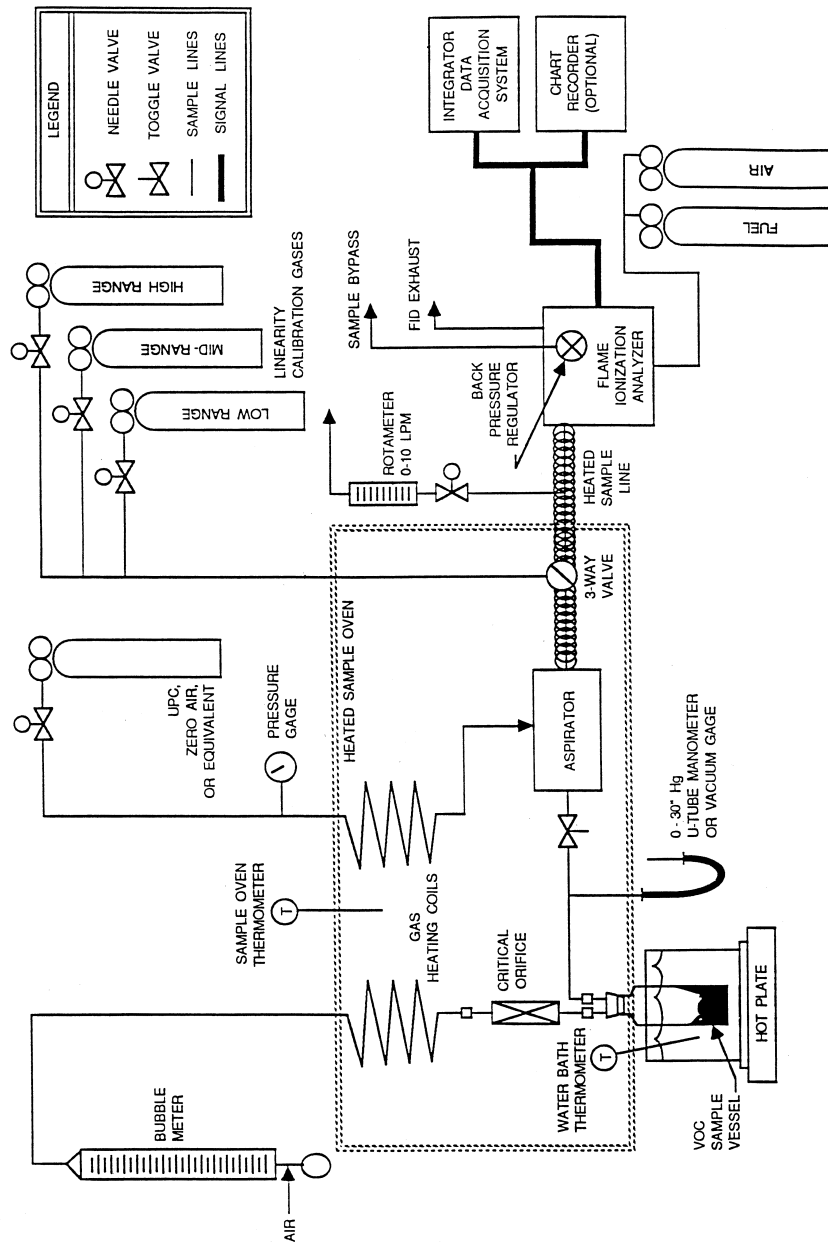 LEGEND
NEEDLE VALVE
TOGGLE VALVE
SAMPLE LINES
SIGNAL LINES
INTEGRATOR
DATA
ACQUISITION
SYSTEM
CHART
RECORDER
(OPTIONAL)
AIR
FUEL
HIGH RANGE
MID-RANGE
LOW RANGE
LINEARITY
CALIBRATION GASES
SAMPLE BYPASS
FID EXHAUST
ROTAMETER
0-10 LPM
BACK
PRESSURE
REGULATOR
FLAME
IONIZATION
ANALYZER
HEATED
SAMPLE
LINE
3-WAY
VALVE
UPC,
ZERO AIR,
OR EQUIVALENT
PRESSURE
GAGE
HEATED SAMPLE OVEN
ASPIRATOR
SAMPLE OVEN
THERMOMETER
T
GAS
HEATING COILS
0-30" Hg
U-TUBE MANOMETER
OR VACUUM GAGE
CRITICAL
ORIFICE
WATER BATH
THERMOMETER
T
HOT PLATE
VOC
SAMPLE
VESSEL
BUBBLE
METER
AIR